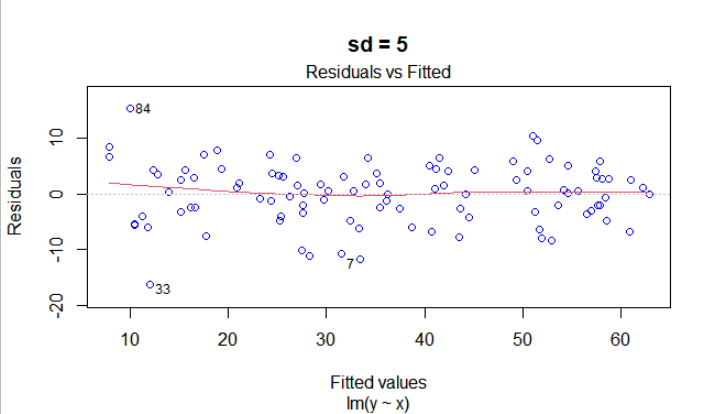 sd = 5
Residuals vs Fitted
Residuals
10
0
-10
-20
84
7
33
10 20 30 40 50 60
Fitted values
lm(y ~ x)